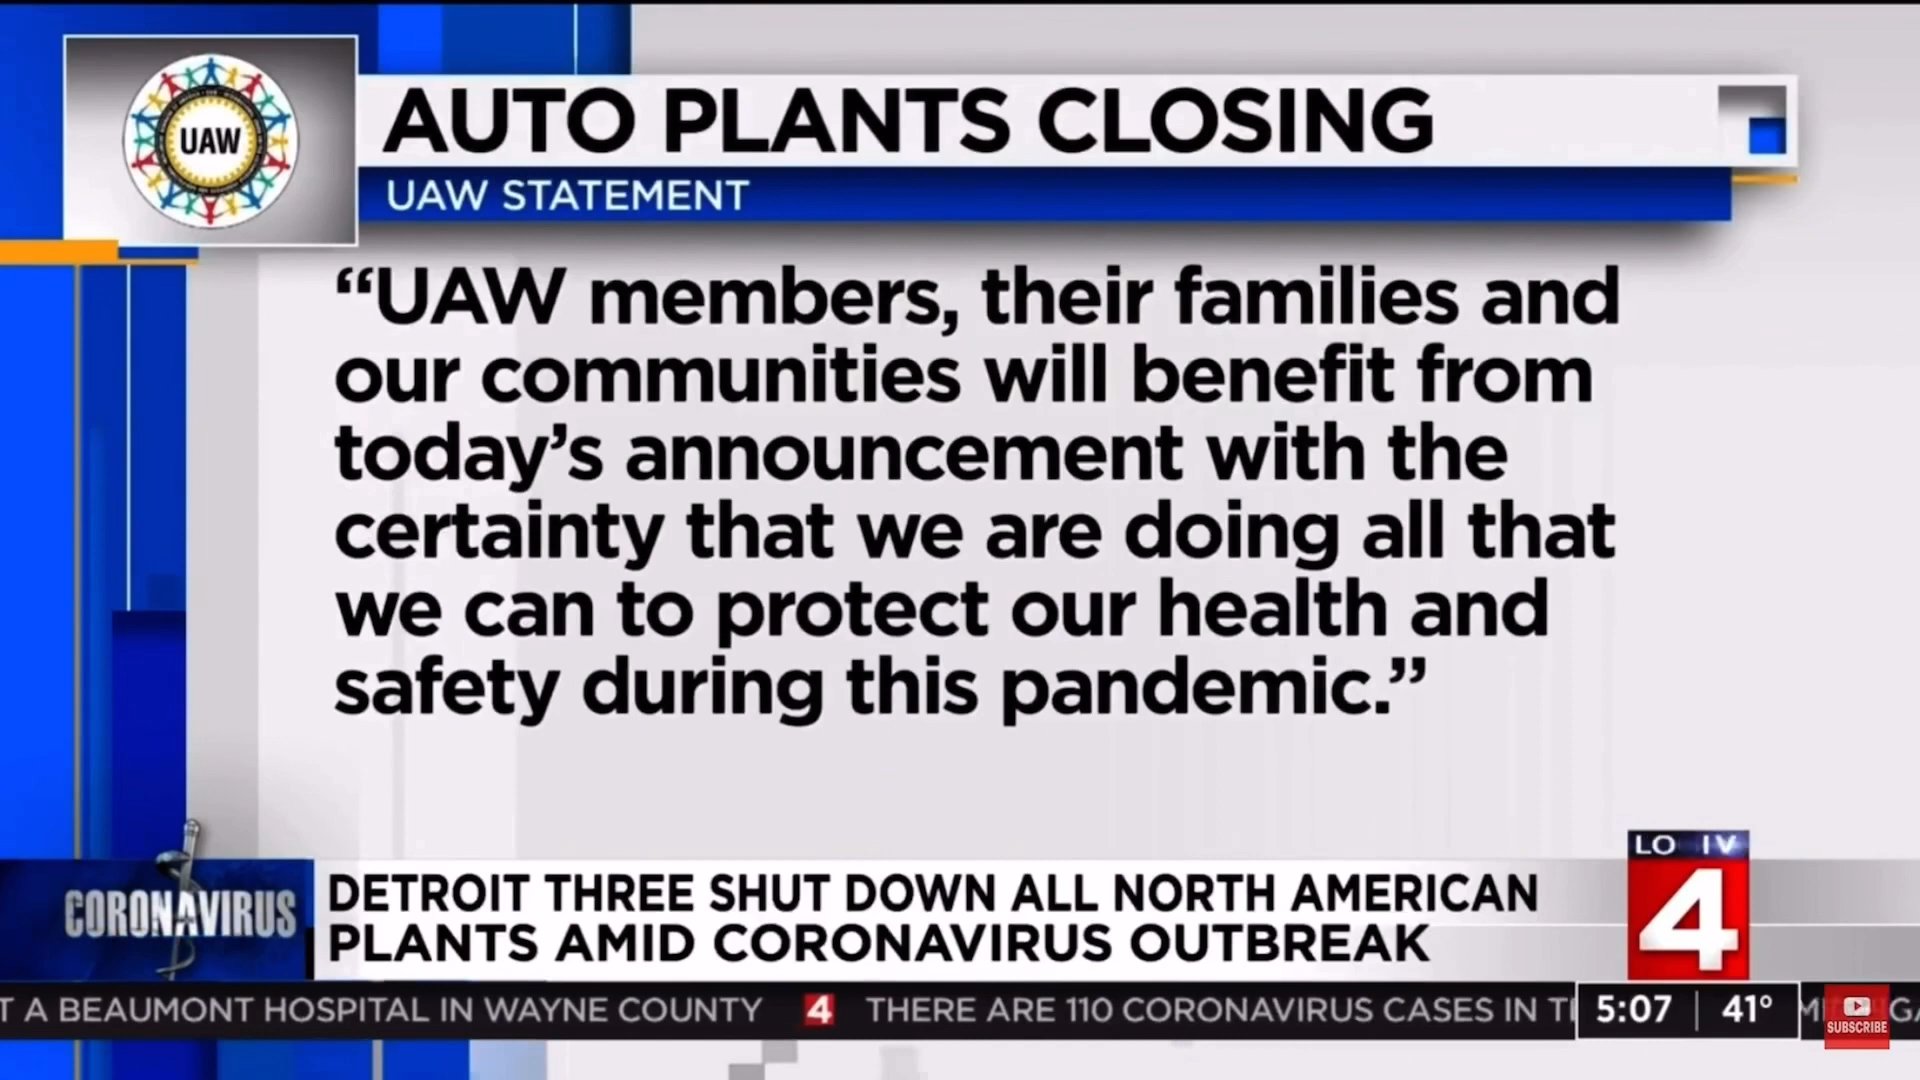 UAW
AUTO PLANTS CLOSING
UAW STATEMENT
“UAW members, their families and
our communities will benefit from
today’s announcement with the
certainty that we are doing all that
we can to protect our health and
safety during this pandemic.”
CORONAVIRUS
DETROIT THREE SHUT DOWN ALL NORTH AMERICAN
PLANTS AMID CORONAVIRUS OUTBREAK
4
T A BEAUMONT HOSPITAL IN WAYNE COUNTY 4 THERE ARE 110 CORONAVIRUS CASES IN
5:07 41°
SUBSCRIBE